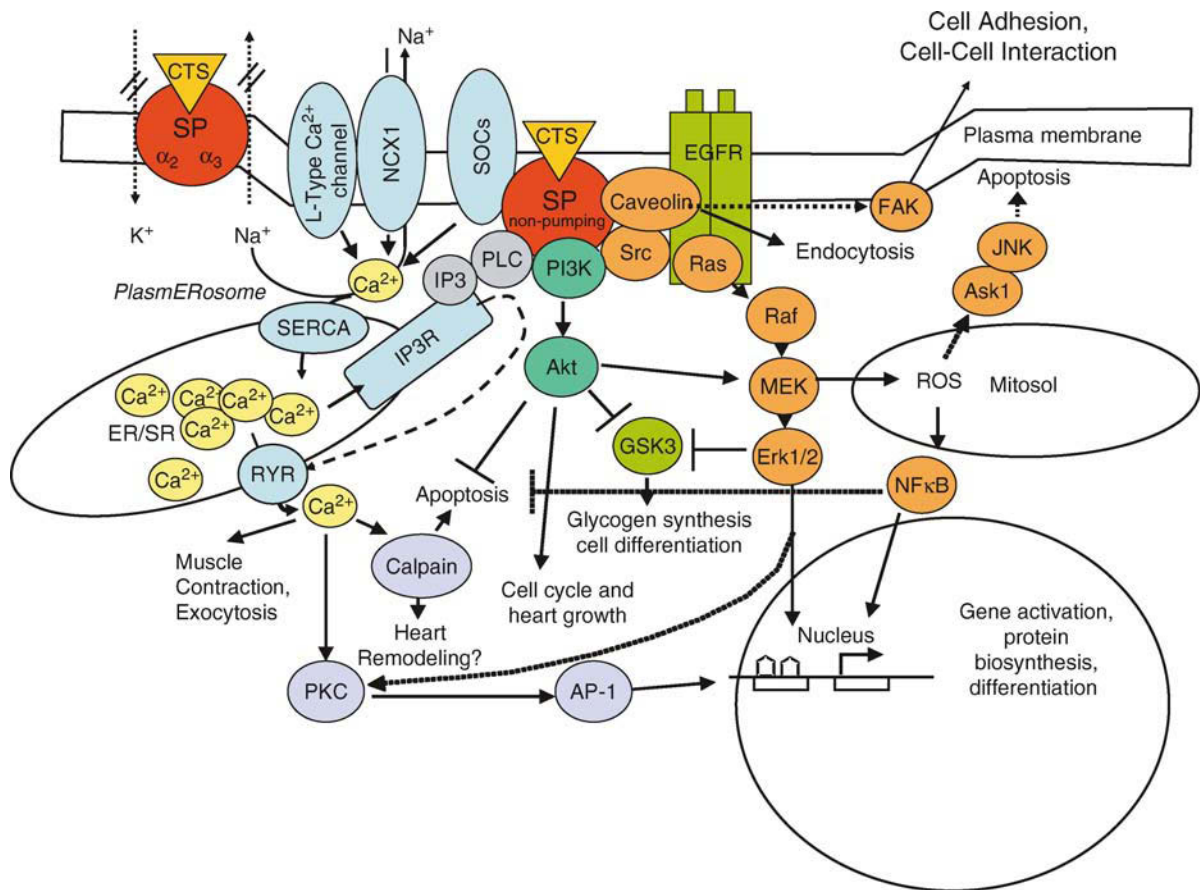 Cell Adhesion,
Cell-Cell Interaction
Na⁺
CTS
SP
α₂ α₃
L-Type Ca²⁺
channel
NCX1
SOCs
CTS
SP
non-pumping
EGFR
Caveolin
Plasma membrane
FAK
Apoptosis
K⁺
Na⁺
Endocytosis
JNK
Ask1
PlasmERosome
Ca²⁺
IP3
PLC
PI3K
Src
Ras
Raf
SERCA
IP3R
Akt
MEK
ROS
Mitosol
Ca²⁺
Ca²⁺
Ca²⁺
Ca²⁺
Ca²⁺
ER/SR
Ca²⁺
RYR
GSK3
Erk1/2
NFκB
Ca²⁺
Apoptosis
Glycogen synthesis
cell differentiation
Muscle
Contraction,
Exocytosis
Calpain
Cell cycle and
heart growth
Heart
Remodeling?
Nucleus
Gene activation,
protein
biosynthesis,
differentiation
PKC
AP-1